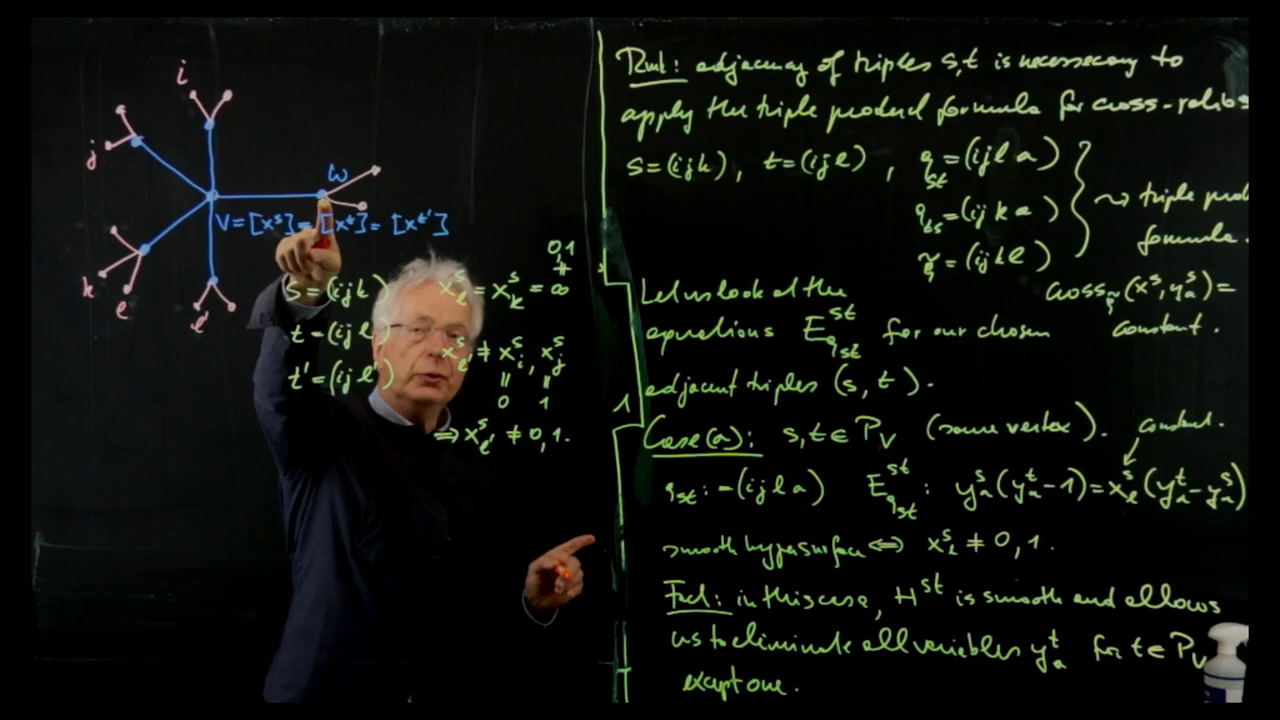 i
j
k
e
e'
w
V=[x^s]=[x^t]=[x^t']
s=(ijk)
t=(ijl)
t'=(ijl')
0,1
≠
x^s_l = x^s_k = ∞
x^s_l' ≠ x^s_i, x^s_j
॥ ॥
0 1
⇒ x^s_l' ≠ 0,1.
Rmk: adjacency of triples s,t is necessary to
apply the triple product formula for cross-ratios
s=(ijk), t=(ijl), q_st=(ijla)
q_ts=(ijka) ⇝ triple prod
q̃=(ijkl) formula.
Let us look at the cross_q̃(x^s, y^s_a)=
equations E^st_q_st for our chosen constant.
adjacent triples (s,t).
1
Case(a): s,t ∈ P_V (same vertex). constant.
q_st:=(ijla) E^st_q_st: y^s_a(y^t_a-1)=x^s_l(y^t_a-y^s_a)
smooth hypersurface ⇔ x^s_l ≠ 0,1.
Fact: in this case, H^st is smooth and allows
us to eliminate all variables y^t_a for t∈P_V
except one.